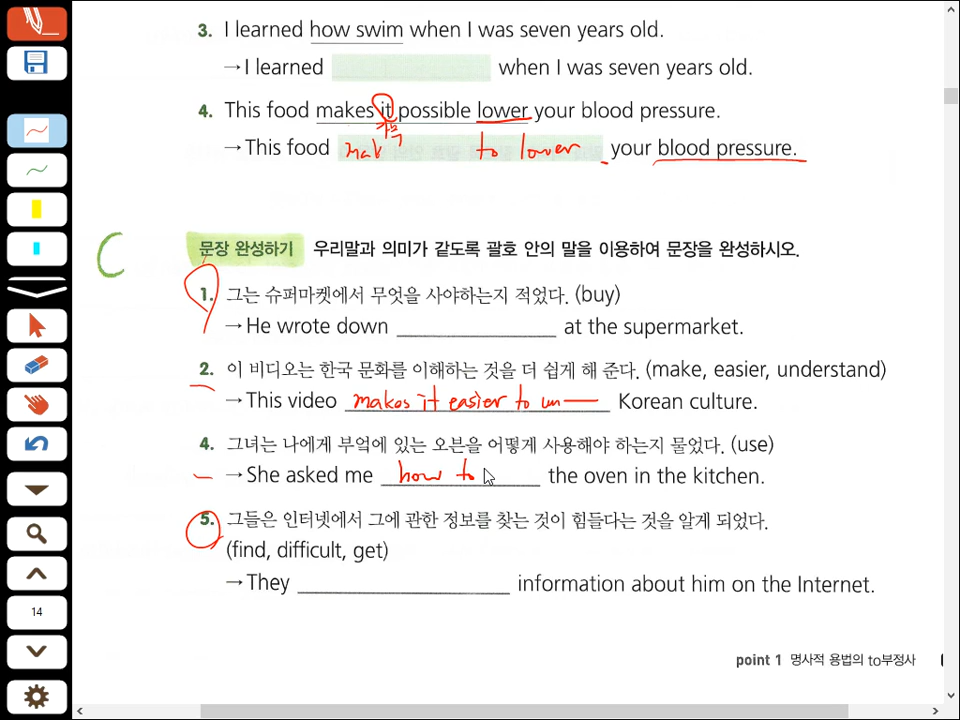 3. I learned how swim when I was seven years old.
→ I learned when I was seven years old.
4. This food makes it possible lower your blood pressure.
→ This food to lower your blood pressure.
C 문장 완성하기 우리말과 의미가 같도록 괄호 안의 말을 이용하여 문장을 완성하시오.
1. 그는 슈퍼마켓에서 무엇을 사야하는지 적었다. (buy)
→ He wrote down ____ at the supermarket.
2. 이 비디오는 한국 문화를 이해하는 것을 더 쉽게 해 준다. (make, easier, understand)
→ This video makes it easier to un— Korean culture.
4. 그녀는 나에게 부엌에 있는 오븐을 어떻게 사용해야 하는지 물었다. (use)
→ She asked me how to the oven in the kitchen.
5. 그들은 인터넷에서 그에 관한 정보를 찾는 것이 힘들다는 것을 알게 되었다.
(find, difficult, get)
→ They ____ information about him on the Internet.
14
point 1 명사적 용법의 to부정사